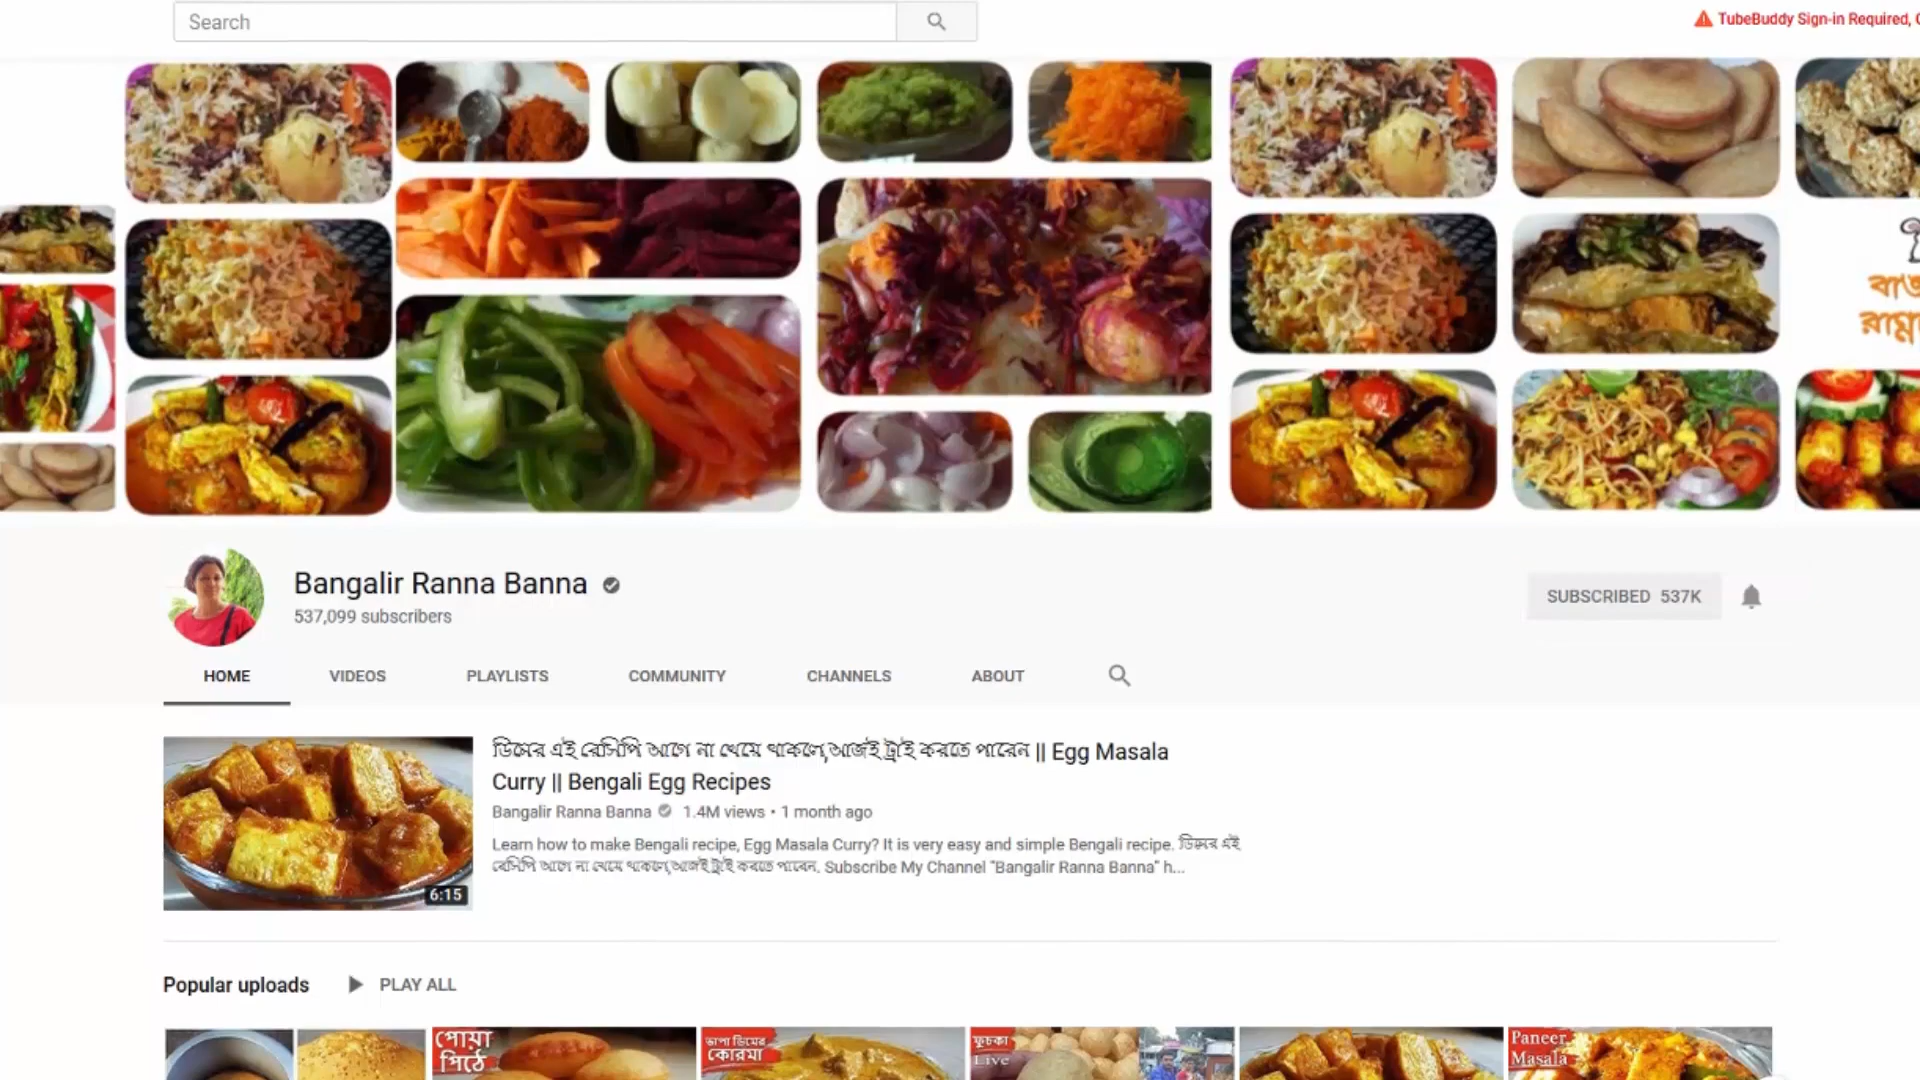 Search
TubeBuddy Sign-in Required,
Bangalir Ranna Banna
537,099 subscribers
SUBSCRIBED 537K
HOME VIDEOS PLAYLISTS COMMUNITY CHANNELS ABOUT
ডিমের এই রেসিপি আগে না খেয়ে থাকলে,আজই ট্রাই করতে পারেন || Egg Masala
Curry || Bengali Egg Recipes
Bangalir Ranna Banna 1.4M views • 1 month ago
Learn how to make Bengali recipe, Egg Masala Curry? It is very easy and simple Bengali recipe. ডিমের এই
রেসিপি আগে না খেয়ে থাকলে,আজই ট্রাই করতে পারেন. Subscribe My Channel "Bangalir Ranna Banna" h...
6:15
Popular uploads PLAY ALL
পোয়া
পিঠে
ভাপা ডিমের
কোরমা
ফুচকা
Live
Paneer
Masala